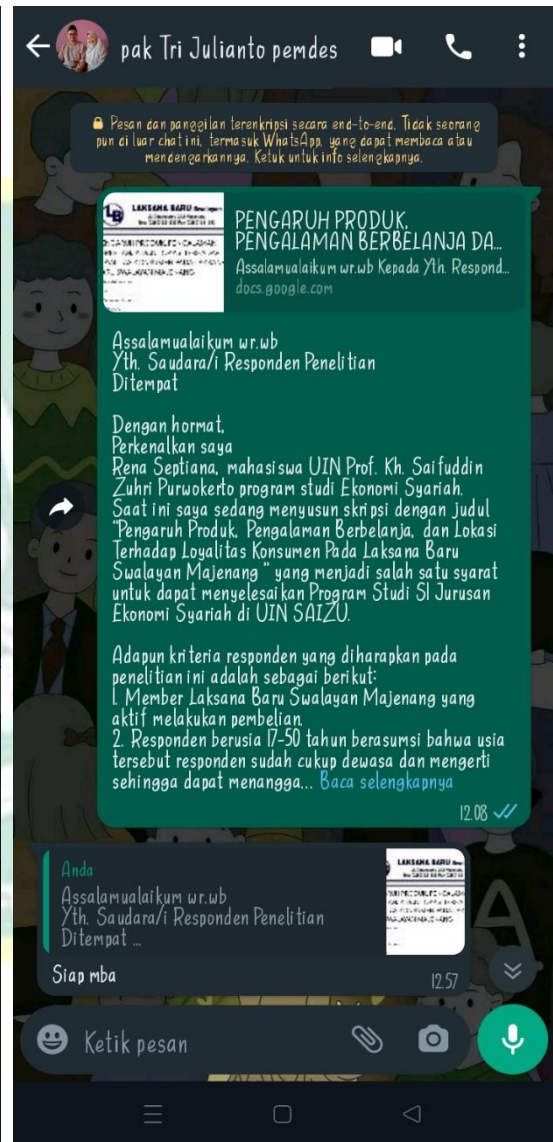 pak Tri Julianto pemdes
Pesan dan panggilan terenkripsi secara end-to-end. Tidak seorang
pun di luar chat ini, termasuk WhatsApp, yang dapat membaca atau
mendengarkannya. Ketuk untuk info selengkapnya.
LB LAKSANA BARU
PENGARUH PRODUK,
PENGALAMAN BERBELANJA DA...
Assalamualaikum wr.wb Kepada Yth. Respond...
docs.google.com
Assalamualaikum wr.wb
Yth. Saudara/i Responden Penelitian
Ditempat
Dengan hormat,
Perkenalkan saya
Rena Septiana, mahasiswa UIN Prof. Kh. Saifuddin
Zuhri Purwokerto program studi Ekonomi Syariah.
Saat ini saya sedang menyusun skripsi dengan judul
"Pengaruh Produk, Pengalaman Berbelanja, dan Lokasi
Terhadap Loyalitas Konsumen Pada Laksana Baru
Swalayan Majenang " yang menjadi salah satu syarat
untuk dapat menyelesaikan Program Studi S1 Jurusan
Ekonomi Syariah di UIN SAIZU.
Adapun kriteria responden yang diharapkan pada
penelitian ini adalah sebagai berikut:
1. Member Laksana Baru Swalayan Majenang yang
aktif melakukan pembelian.
2. Responden berusia 17-50 tahun berasumsi bahwa usia
tersebut responden sudah cukup dewasa dan mengerti
sehingga dapat menangga... Baca selengkapnya
12.08
Anda
Assalamualaikum wr.wb
Yth. Saudara/i Responden Penelitian
Ditempat ...
LAKSANA BARU
Siap mba
12.57
Ketik pesan